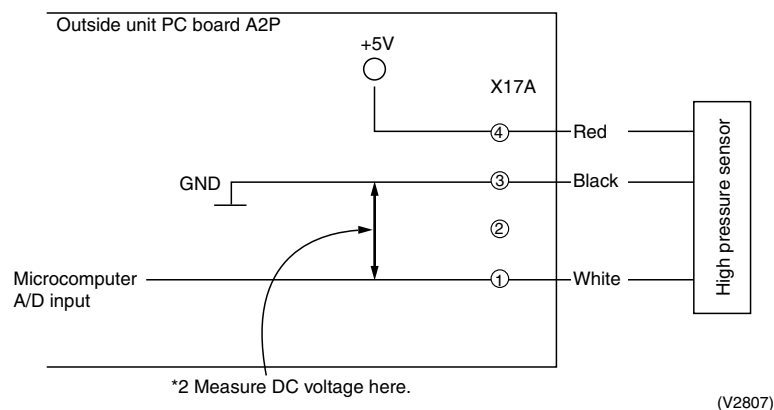 Outside unit PC board A2P
+5V
X17A
④ Red
GND
③ Black
②
Microcomputer
A/D input
① White
High pressure sensor
*2 Measure DC voltage here.
(V2807)